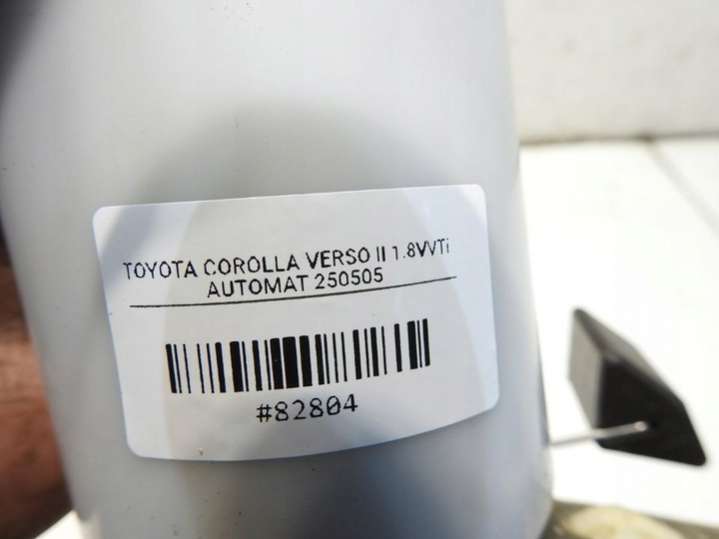 TOYOTA COROLLA VERSO II 1.8VVTi
AUTOMAT 250505
#82804